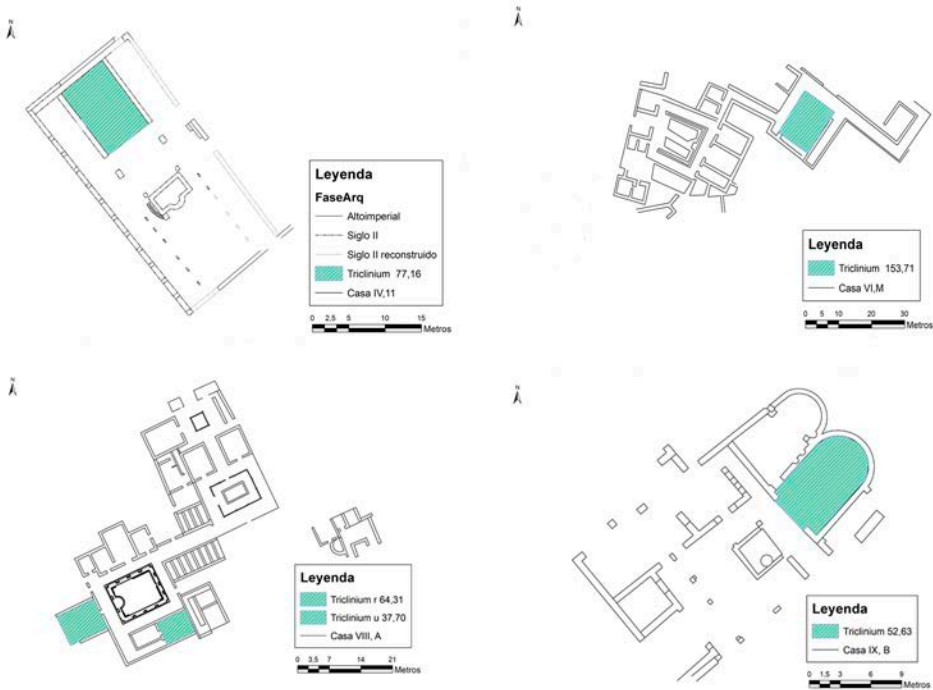 N
Leyenda
FaseArq
Altoimperial
Siglo II
Siglo II reconstruido
Triclinium 77,16
Casa IV,11
0 2,5 5 10 15
Metros
N
Leyenda
Triclinium 153,71
Casa VI,M
0 5 10 20 30
Metros
N
Leyenda
Triclinium r 64,31
Triclinium u 37,70
Casa VIII, A
0 3,5 7 14 21
Metros
N
Leyenda
Triclinium 52,63
Casa IX, B
0 1,5 3 6 9
Metros